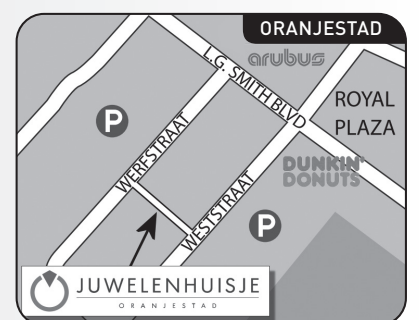 ORANJESTAD
arubus
L.G. SMITH BLVD
ROYAL
PLAZA
P
WERFSTRAAT
DUNKIN'
DONUTS
WESTSTRAAT
P
JUWELENHUISJE
ORANJESTAD